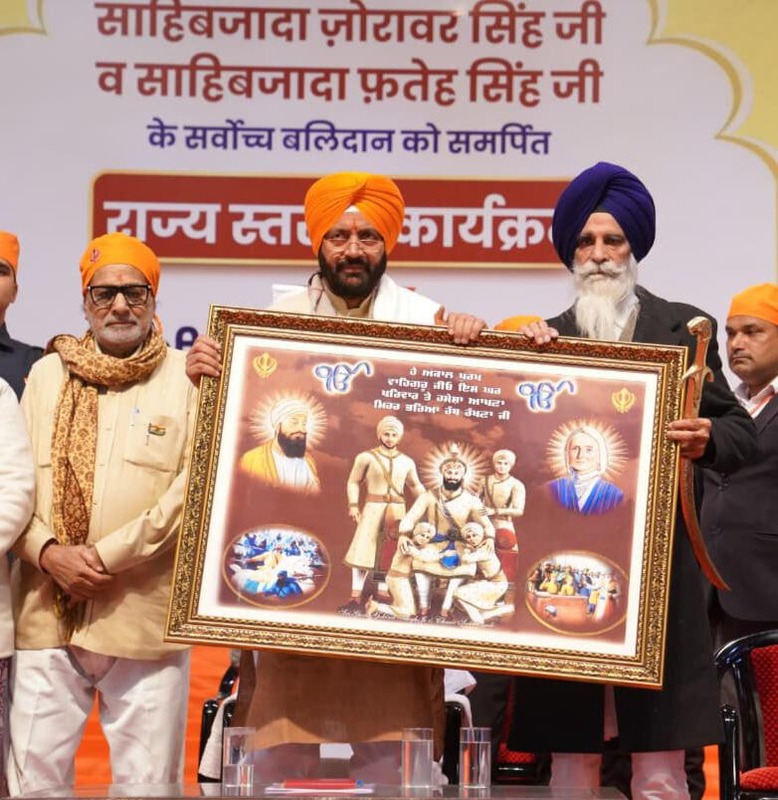 साहिबजादा ज़ोरावर सिंह जी
व साहिबजादा फ़तेह सिंह जी
के सर्वोच्च बलिदान को समर्पित
राज्य
ੴ ੴ
ਹੇ ਅਕਾਲ ਪੁਰਖ
ਵਾਹਿਗੁਰੂ ਜੀਓ ਇਸ ਘਰ
ਪਰਿਵਾਰ ਤੇ ਹਮੇਸ਼ਾ ਆਪਣਾ
ਮਿਹਰ ਭਰਿਆ ਹੱਥ ਰੱਖਣਾ ਜੀ